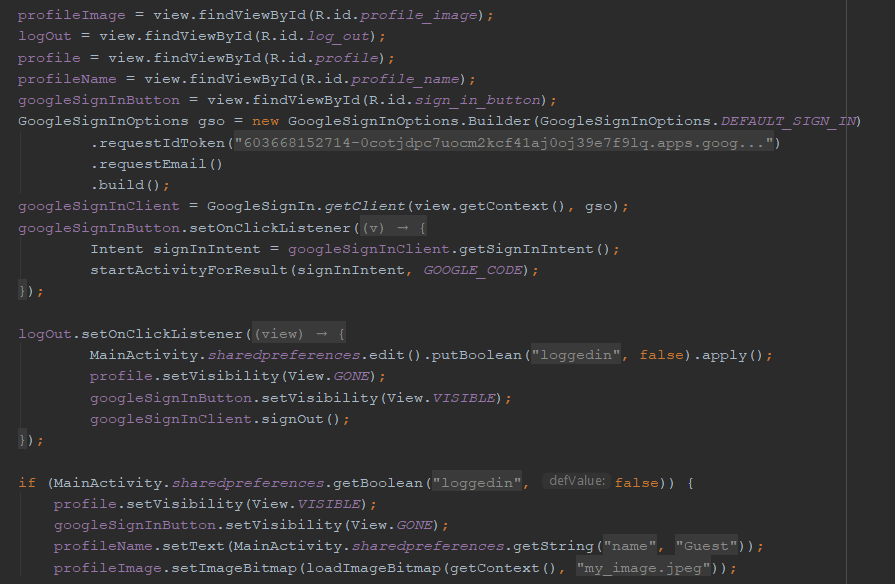 profileImage = view.findViewById(R.id.profile_image);
logOut = view.findViewById(R.id.log_out);
profile = view.findViewById(R.id.profile);
profileName = view.findViewById(R.id.profile_name);
googleSignInButton = view.findViewById(R.id.sign_in_button);
GoogleSignInOptions gso = new GoogleSignInOptions.Builder(GoogleSignInOptions.DEFAULT_SIGN_IN)
.requestIdToken("603668152714-0cotjdpc7uocm2kcf41aj0oj39e7f9lq.apps.goog...")
.requestEmail()
.build();
googleSignInClient = GoogleSignIn.getClient(view.getContext(), gso);
googleSignInButton.setOnClickListener((v) → {
Intent signInIntent = googleSignInClient.getSignInIntent();
startActivityForResult(signInIntent, GOOGLE_CODE);
});
logOut.setOnClickListener((view) → {
MainActivity.sharedpreferences.edit().putBoolean("loggedin", false).apply();
profile.setVisibility(View.GONE);
googleSignInButton.setVisibility(View.VISIBLE);
googleSignInClient.signOut();
});
if (MainActivity.sharedpreferences.getBoolean("loggedin", defValue: false)) {
profile.setVisibility(View.VISIBLE);
googleSignInButton.setVisibility(View.GONE);
profileName.setText(MainActivity.sharedpreferences.getString("name", "Guest"));
profileImage.setImageBitmap(loadImageBitmap(getContext(), "my_image.jpeg"));